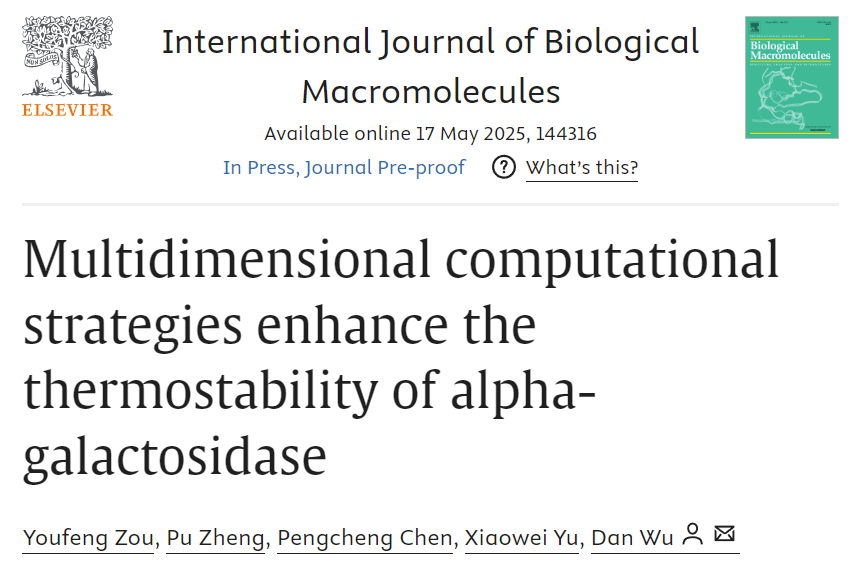 International Journal of Biological
Macromolecules
Available online 17 May 2025, 144316
In Press, Journal Pre-proof ? What's this?
NON SOLUS
ELSEVIER
Biological
Macromolecules
Multidimensional computational
strategies enhance the
thermostability of alpha-
galactosidase
Youfeng Zou, Pu Zheng, Pengcheng Chen, Xiaowei Yu, Dan Wu